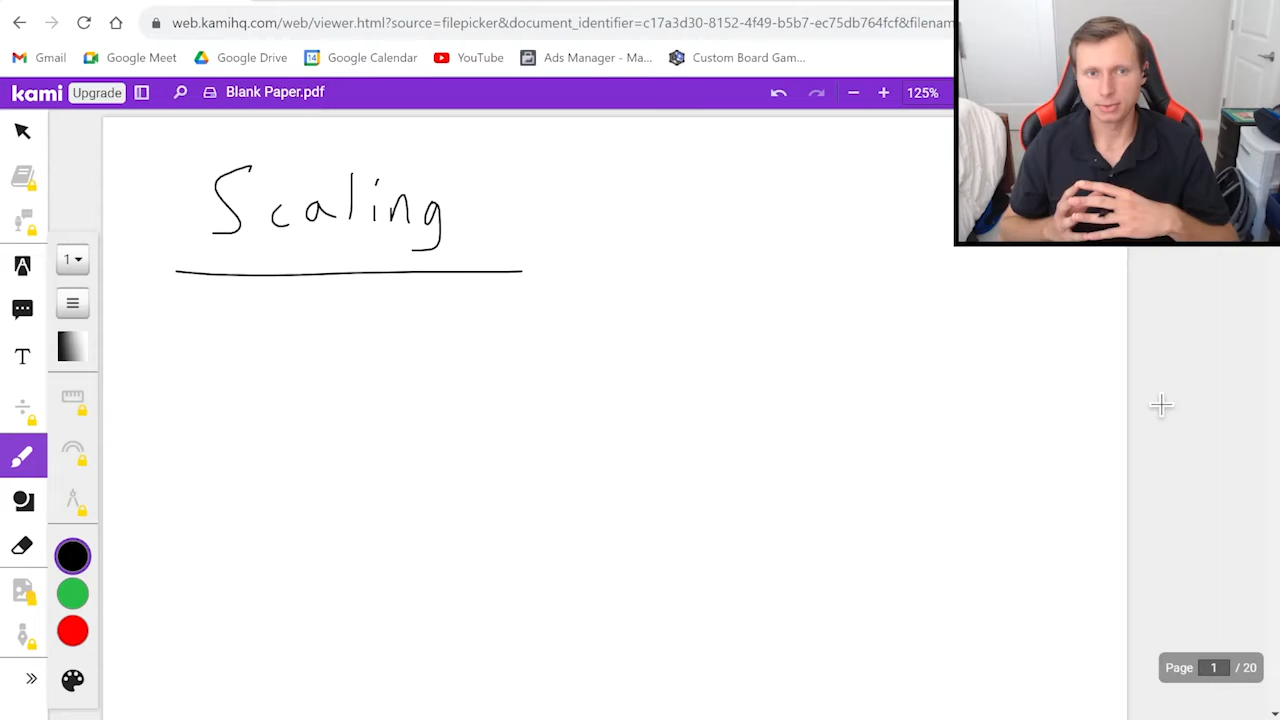 web.kamihq.com/web/viewer.html?source=filepicker&document_identifier=c17a3d30-8152-4f49-b5b7-ec75db764fcf&filenam
Gmail Google Meet Google Drive 14 Google Calendar YouTube Ads Manager - Ma... Custom Board Gam...
kami Upgrade Blank Paper.pdf 125%
Scaling
1
T
Page 1 / 20